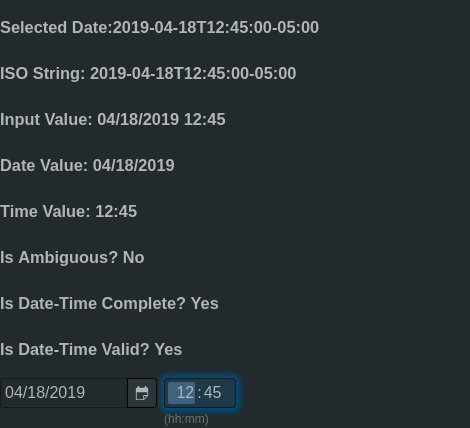 Selected Date:2019-04-18T12:45:00-05:00
ISO String: 2019-04-18T12:45:00-05:00
Input Value: 04/18/2019 12:45
Date Value: 04/18/2019
Time Value: 12:45
Is Ambiguous? No
Is Date-Time Complete? Yes
Is Date-Time Valid? Yes
04/18/2019 12:45
(hh:mm)